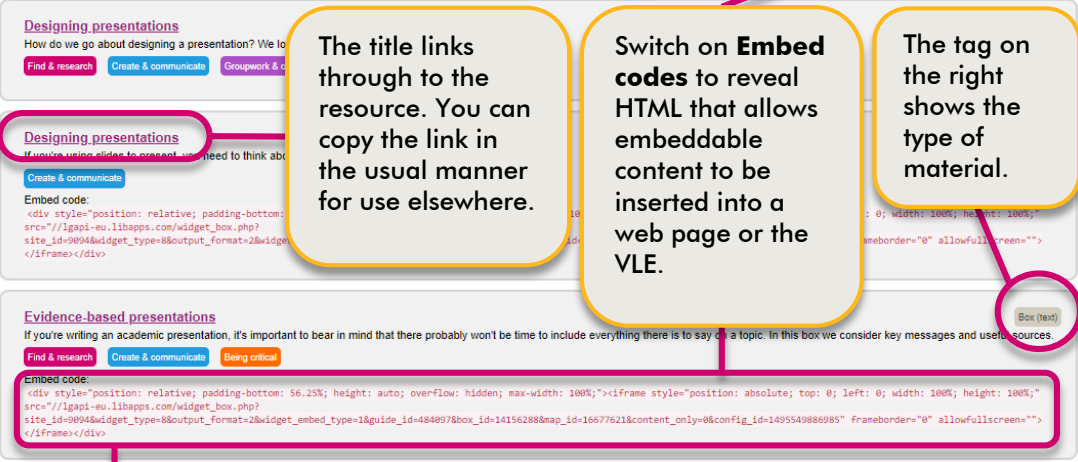 Designing presentations
How do we go about designing a presentation? We lo
Find & research Create & communicate Groupwork & c
Designing presentations
If you're using slides to present, you need to think abo
Create & communicate
Embed code:
<div style="position: relative; padding-bottom: : 0; width: 100%; height: 100%;"
src="//lgapi-eu.libapps.com/widget_box.php?
site_id=9094&widget_type=8&output_format=2&widge ameborder="0" allowfullscreen="">
</iframe></div>
The title links
through to the
resource. You can
copy the link in
the usual manner
for use elsewhere.
Switch on Embed
codes to reveal
HTML that allows
embeddable
content to be
inserted into a
web page or the
VLE.
The tag on
the right
shows the
type of
material.
Evidence-based presentations
Box (text)
If you're writing an academic presentation, it's important to bear in mind that there probably won't be time to include everything there is to say on a topic. In this box we consider key messages and useful sources.
Find & research Create & communicate Being critical
Embed code:
<div style="position: relative; padding-bottom: 56.25%; height: auto; overflow: hidden; max-width: 100%;"><iframe style="position: absolute; top: 0; left: 0; width: 100%; height: 100%;"
src="//lgapi-eu.libapps.com/widget_box.php?
site_id=9094&widget_type=8&output_format=2&widget_embed_type=1&guide_id=484097&box_id=14156288&map_id=16677621&content_only=0&config_id=1495549886985" frameborder="0" allowfullscreen="">
</iframe></div>